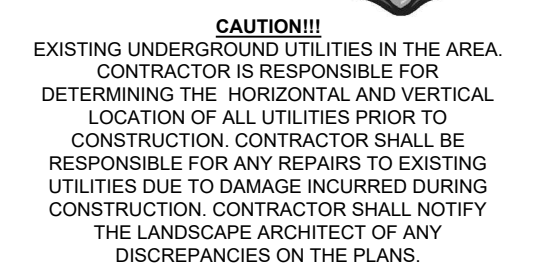 CAUTION!!!
EXISTING UNDERGROUND UTILITIES IN THE AREA.
CONTRACTOR IS RESPONSIBLE FOR
DETERMINING THE HORIZONTAL AND VERTICAL
LOCATION OF ALL UTILITIES PRIOR TO
CONSTRUCTION. CONTRACTOR SHALL BE
RESPONSIBLE FOR ANY REPAIRS TO EXISTING
UTILITIES DUE TO DAMAGE INCURRED DURING
CONSTRUCTION. CONTRACTOR SHALL NOTIFY
THE LANDSCAPE ARCHITECT OF ANY
DISCREPANCIES ON THE PLANS.